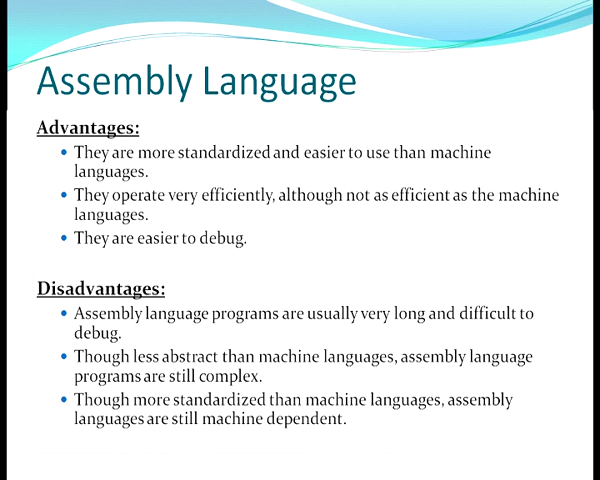 Assembly Language
Advantages:
• They are more standardized and easier to use than machine
languages.
• They operate very efficiently, although not as efficient as the machine
languages.
• They are easier to debug.
Disadvantages:
• Assembly language programs are usually very long and difficult to
debug.
• Though less abstract than machine languages, assembly language
programs are still complex.
• Though more standardized than machine languages, assembly
languages are still machine dependent.